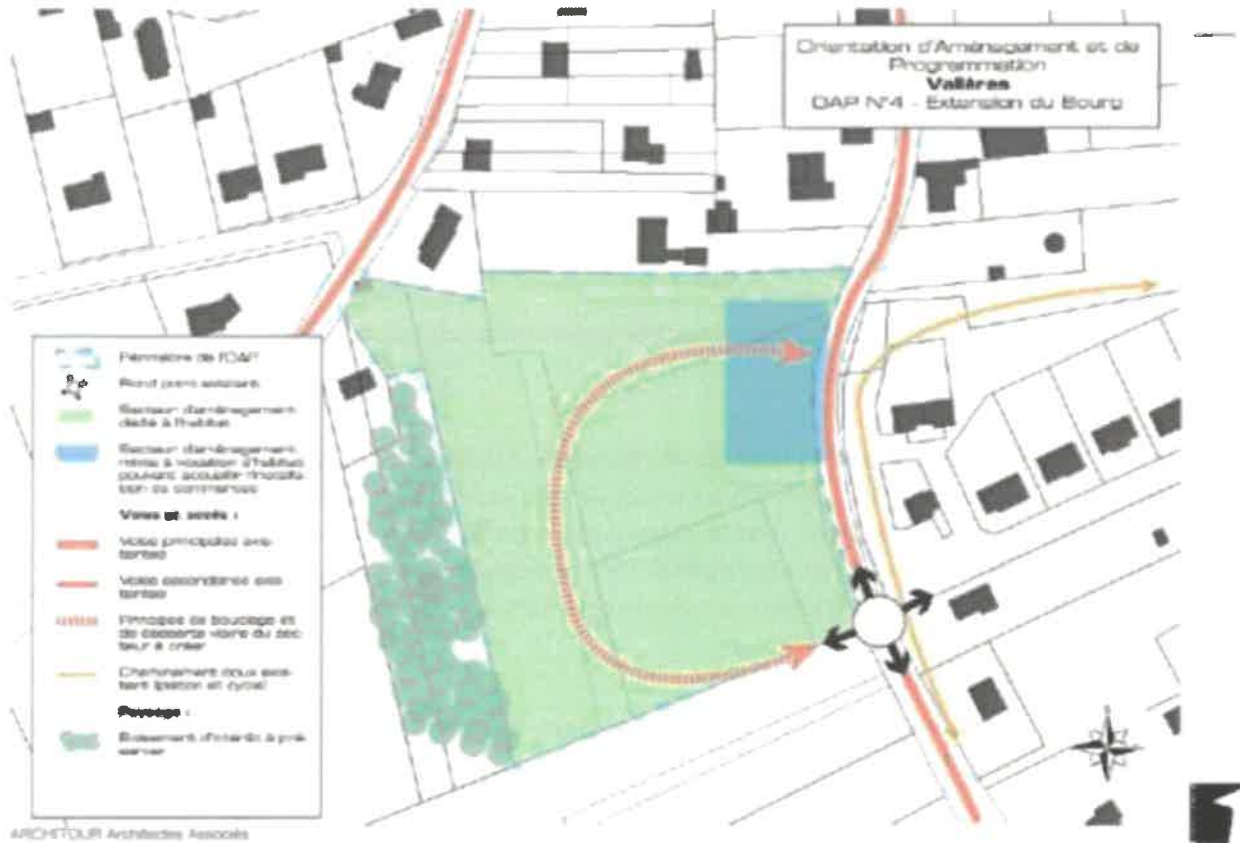 Orientation d'Aménagement et de
Programmation
Vallères
OAP N°4 - Extension du Bourg
Périmètre de l'OAP
Rond point existant
Secteur d'aménagement
dédié à l'habitat
Secteur d'aménagement
mixte à vocation d'habitat
pouvant accueillir l'installa
tion de commerces
Voies et accès :
Voies principales exis
tantes
Voies secondaires exis
tantes
Principes de bouclage et
de desserte viaire du sec
teur à créer
Cheminement doux exis
tant (piéton et cycle)
Paysage :
Boisement d'intérêt à pré
server
ARCHITOUR Architectes Associés